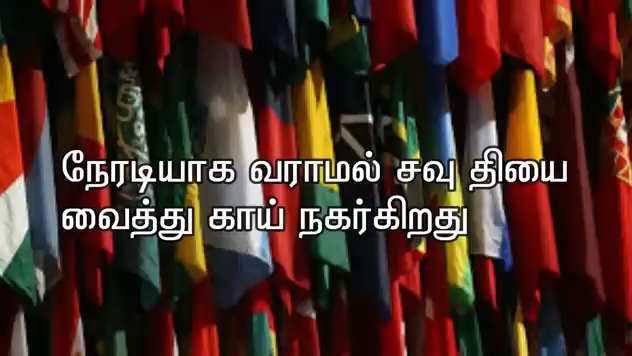 நேரடியாக வராமல் சவு தியை
வைத்து காய் நகர்கிறது